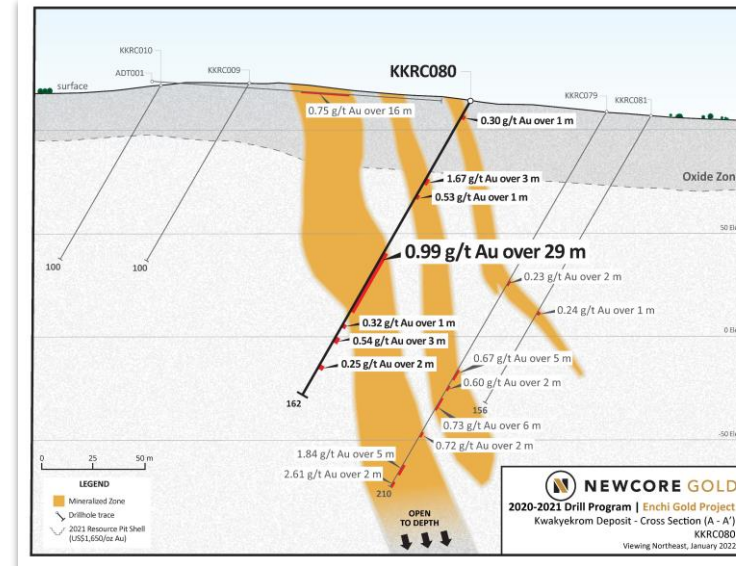 KKRC010
ADT001
KKRC009
KKRC080
KKRC079
KKRC081
surface
0.75 g/t Au over 16 m
0.30 g/t Au over 1 m
1.67 g/t Au over 3 m
0.53 g/t Au over 1 m
Oxide Zon
50 El
0.99 g/t Au over 29 m
100
100
0.23 g/t Au over 2 m
0.24 g/t Au over 1 m
0.32 g/t Au over 1 m
0 El
0.54 g/t Au over 3 m
0.25 g/t Au over 2 m
0.67 g/t Au over 5 m
0.60 g/t Au over 2 m
162
156
0.73 g/t Au over 6 m
0.72 g/t Au over 2 m
-50 El
0 25 50 m
1.84 g/t Au over 5 m
2.61 g/t Au over 2 m
210
LEGEND
Mineralized Zone
Drillhole trace
2021 Resource Pit Shell
(US$1,650/oz Au)
OPEN
TO DEPTH
N NEWCORE GOLD
2020-2021 Drill Program | Enchi Gold Project
Kwakyekrom Deposit - Cross Section (A - A')
KKRC080
Viewing Northeast, January 2022